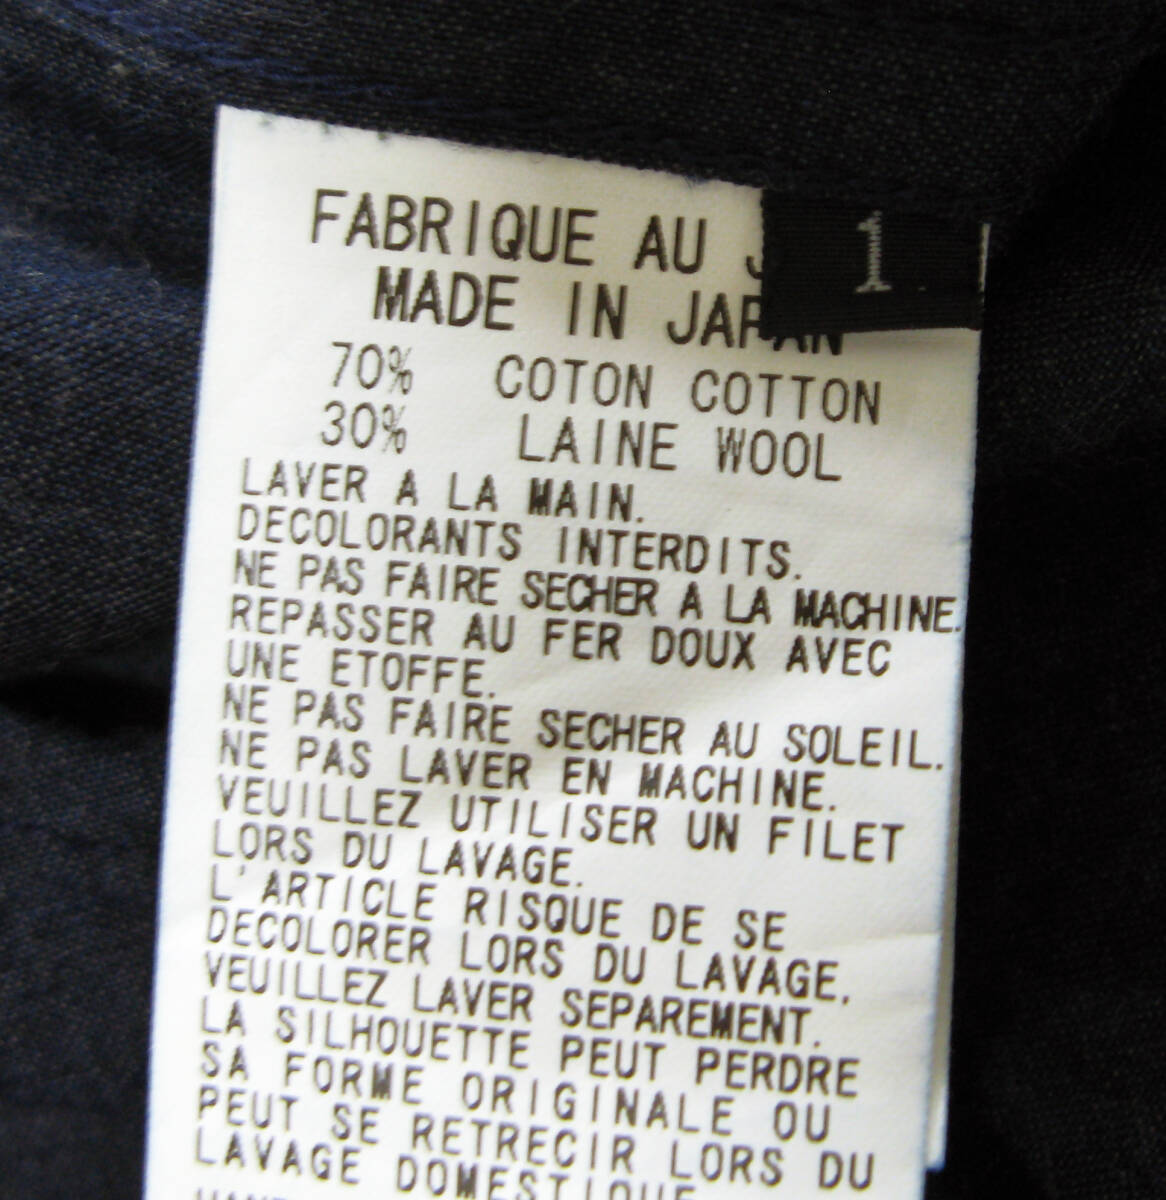 FABRIQUE AU
1
MADE IN JAPAN
70% COTON COTTON
30% LAINE WOOL
LAVER A LA MAIN.
DECOLORANTS INTERDITS.
NE PAS FAIRE SECHER A LA MACHINE.
REPASSER AU FER DOUX AVEC
UNE ETOFFE.
NE PAS FAIRE SECHER AU SOLEIL.
NE PAS LAVER EN MACHINE.
VEUILLEZ UTILISER UN FILET
LORS DU LAVAGE.
L'ARTICLE RISQUE DE SE
DECOLORER LORS DU LAVAGE.
VEUILLEZ LAVER SEPAREMENT.
LA SILHOUETTE PEUT PERDRE
SA FORME ORIGINALE OU
PEUT SE RETRECIR LORS DU
LAVAGE DOMESTIQUE